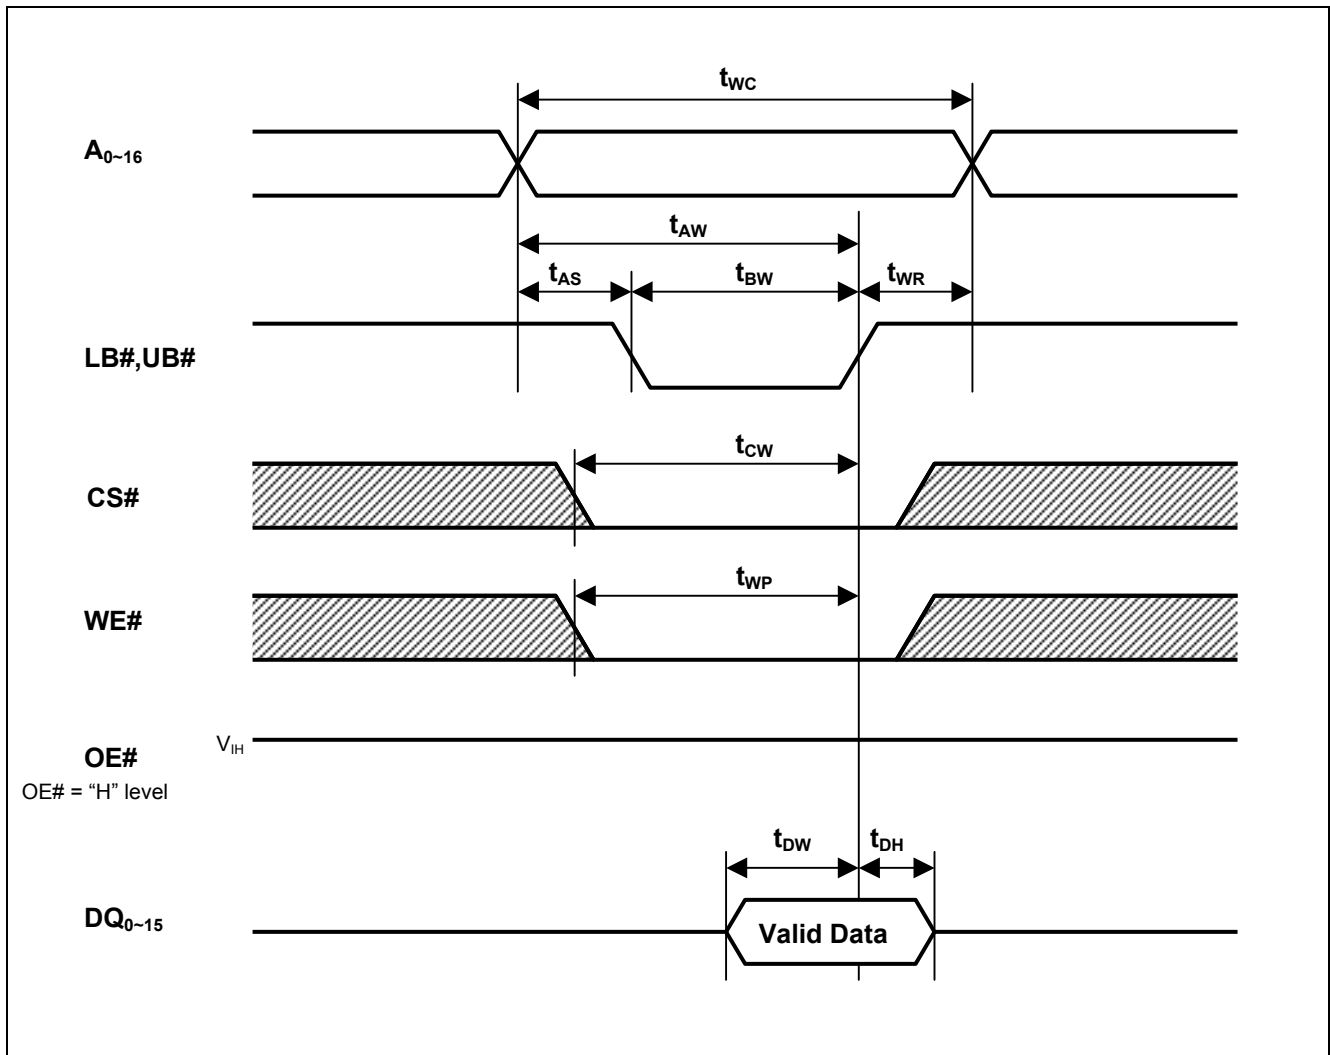 tWC
A0~16
tAW
tAS tBW tWR
LB#,UB#
tCW
CS#
tWP
WE#
VIH
OE#
OE# = “H” level
tDW tDH
DQ0~15
Valid Data